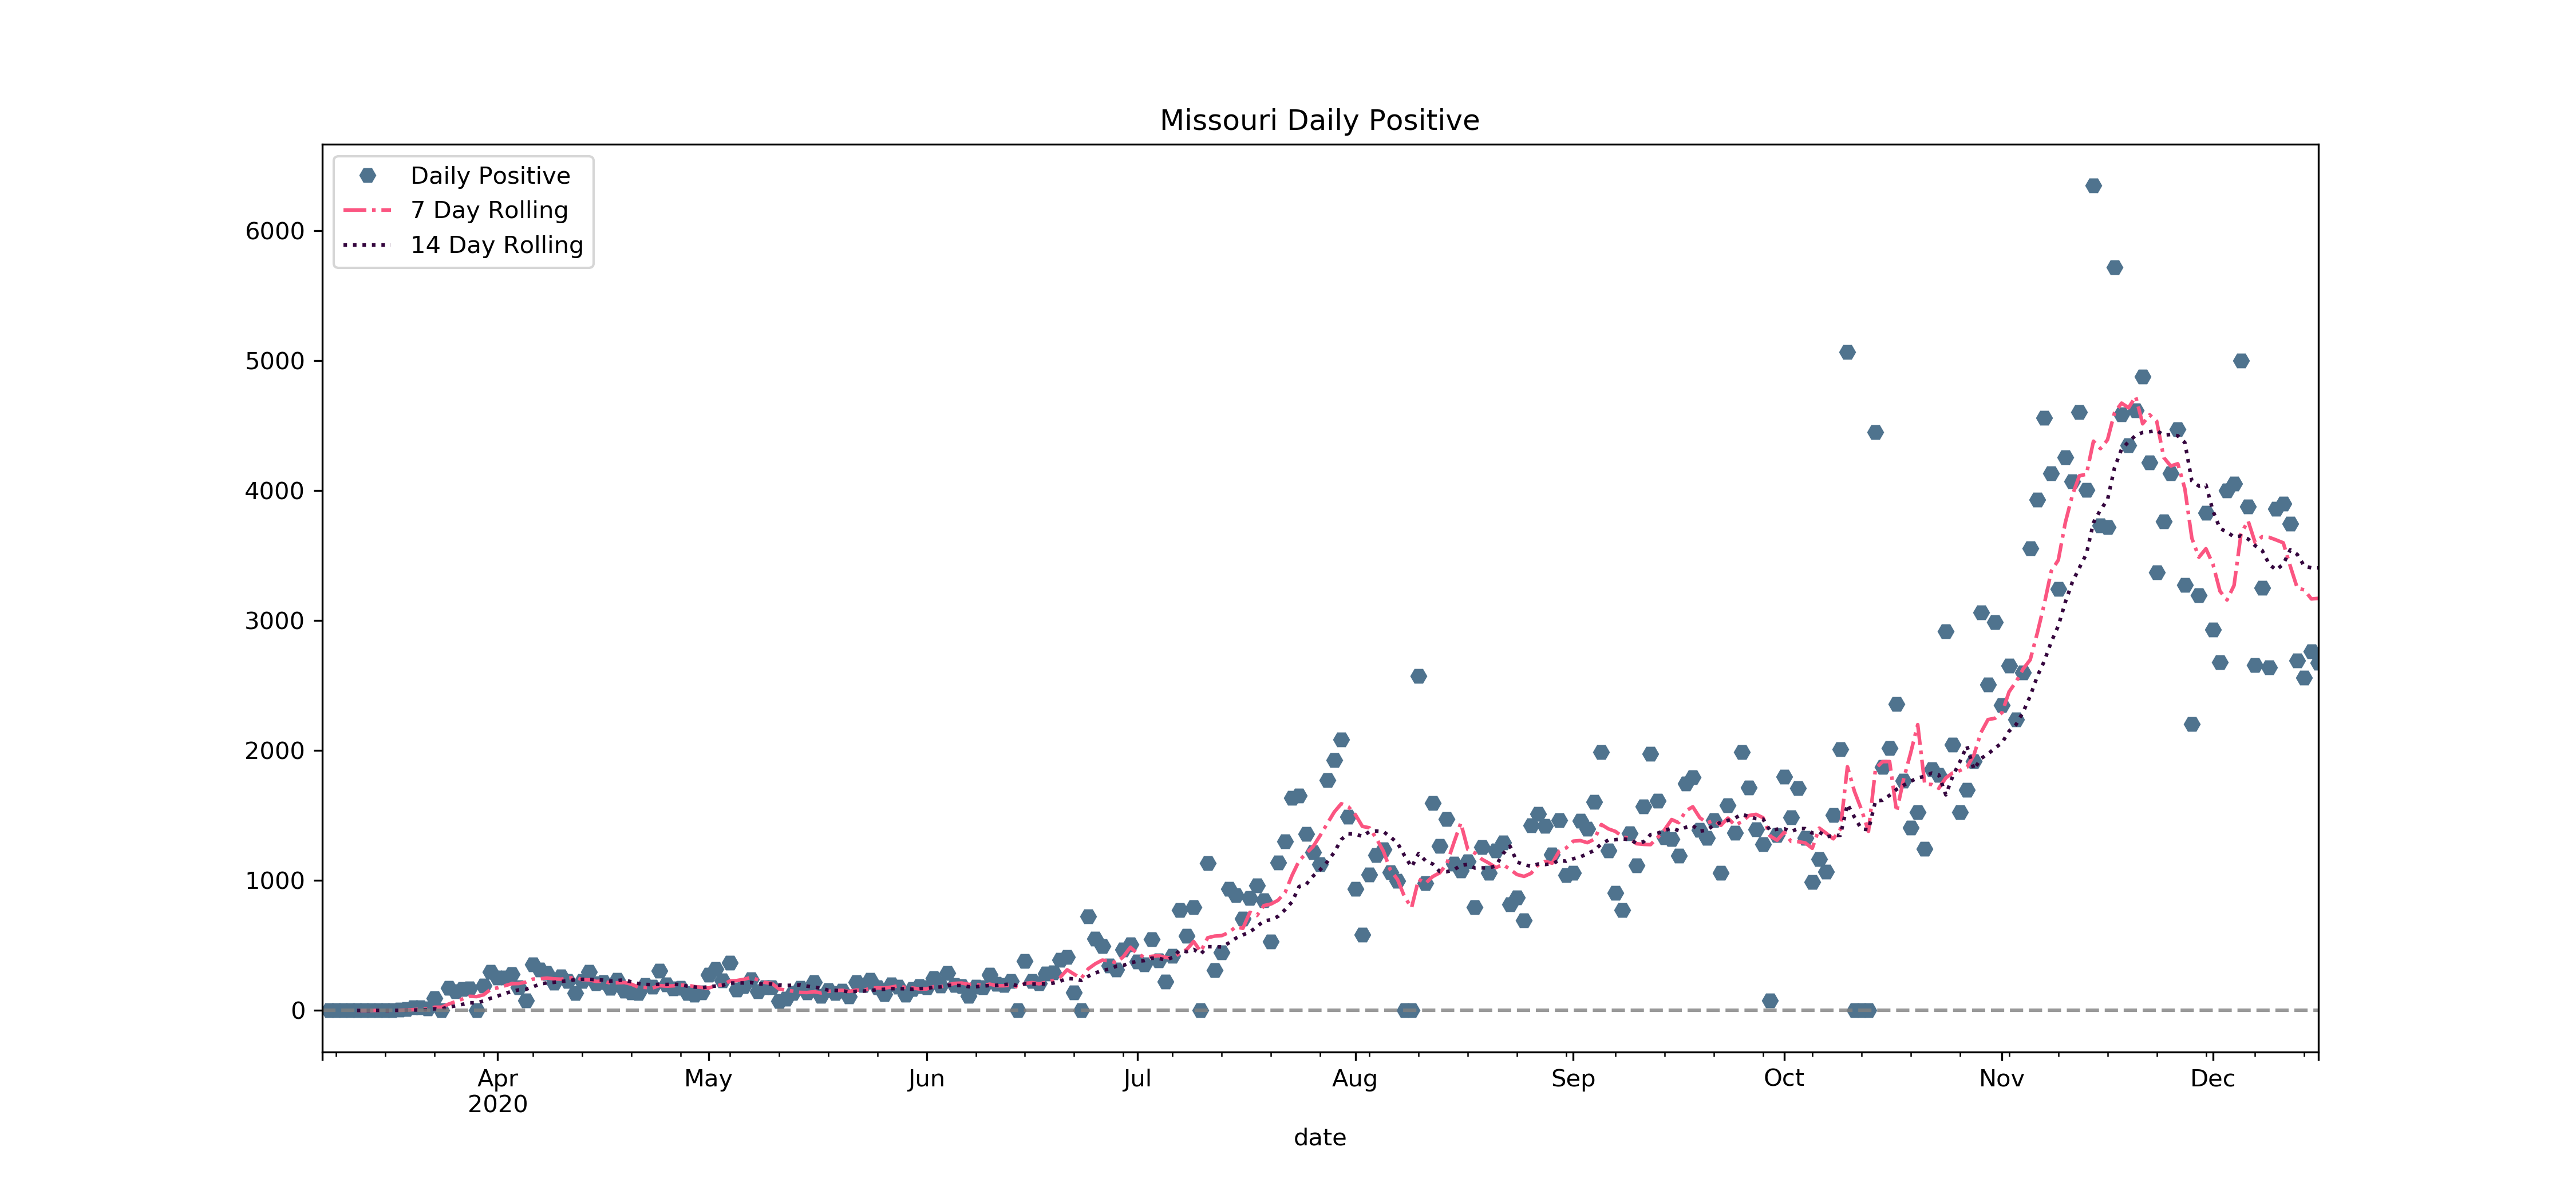 Missouri Daily Positive
Daily Positive
7 Day Rolling
14 Day Rolling
6000
5000
4000
3000
2000
1000
0
Apr May Jun Jul Aug Sep Oct Nov Dec
2020
date